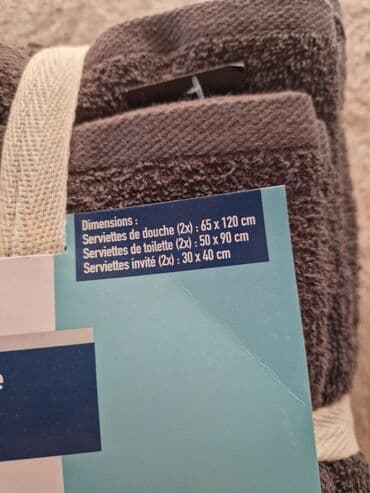 Dimensions :
Serviettes de douche (2x) : 65 x 120 cm
Serviettes de toilette (2x) : 50 x 90 cm
Serviettes invité (2x) : 30 x 40 cm
e